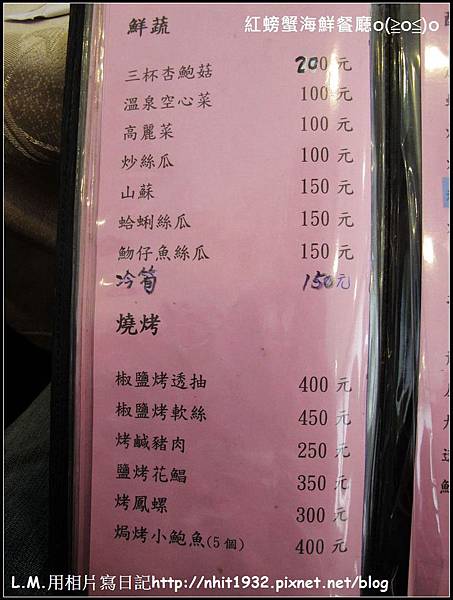 紅螃蟹海鮮餐廳o(≧o≦)o
鮮蔬
三杯杏鮑菇 200 元
溫泉空心菜 100 元
高麗菜 100 元
炒絲瓜 100 元
山蘇 150 元
蛤蜊絲瓜 150 元
魩仔魚絲瓜 150 元
冷筍 150元
燒烤
椒鹽烤透抽 400 元
椒鹽烤軟絲 450 元
烤鹹豬肉 250 元
鹽烤花鯧 350 元
烤鳳螺 300 元
焗烤小鮑魚(5個) 400 元
L.M.用相片寫日記http://nhit1932.pixnet.net/blog